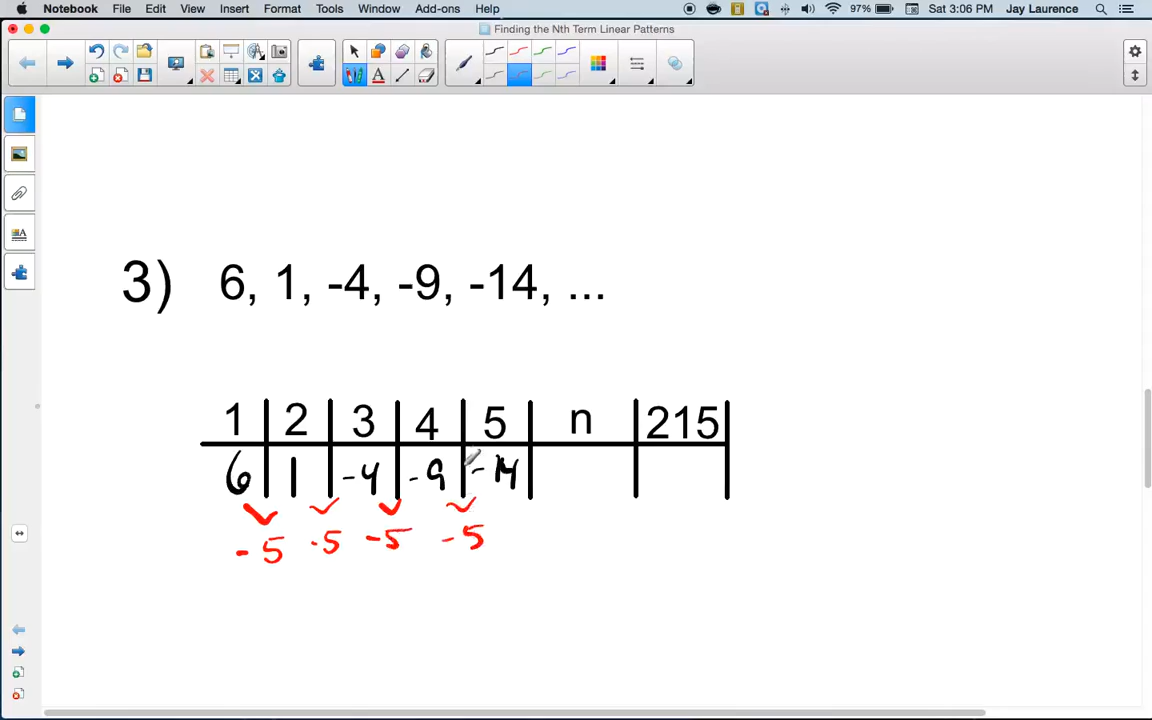 Notebook File Edit View Insert Format Tools Window Add-ons Help 97% Sat 3:06 PM Jay Laurence
Finding the Nth Term Linear Patterns
3) 6, 1, -4, -9, -14, ...
1 2 3 4 5 n 215
6 1 -4 -9 -14
-5 -5 -5 -5